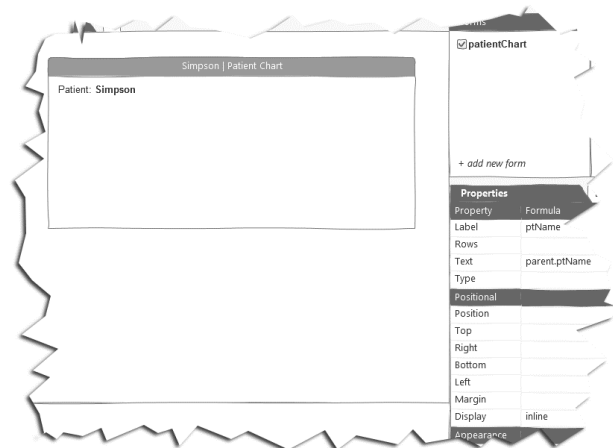 patientChart
Simpson | Patient Chart
Patient: Simpson
+ add new form
Properties
Property Formula
Label ptName
Rows
Text parent.ptName
Type
Positional
Position
Top
Right
Bottom
Left
Margin
Display inline
Appearance